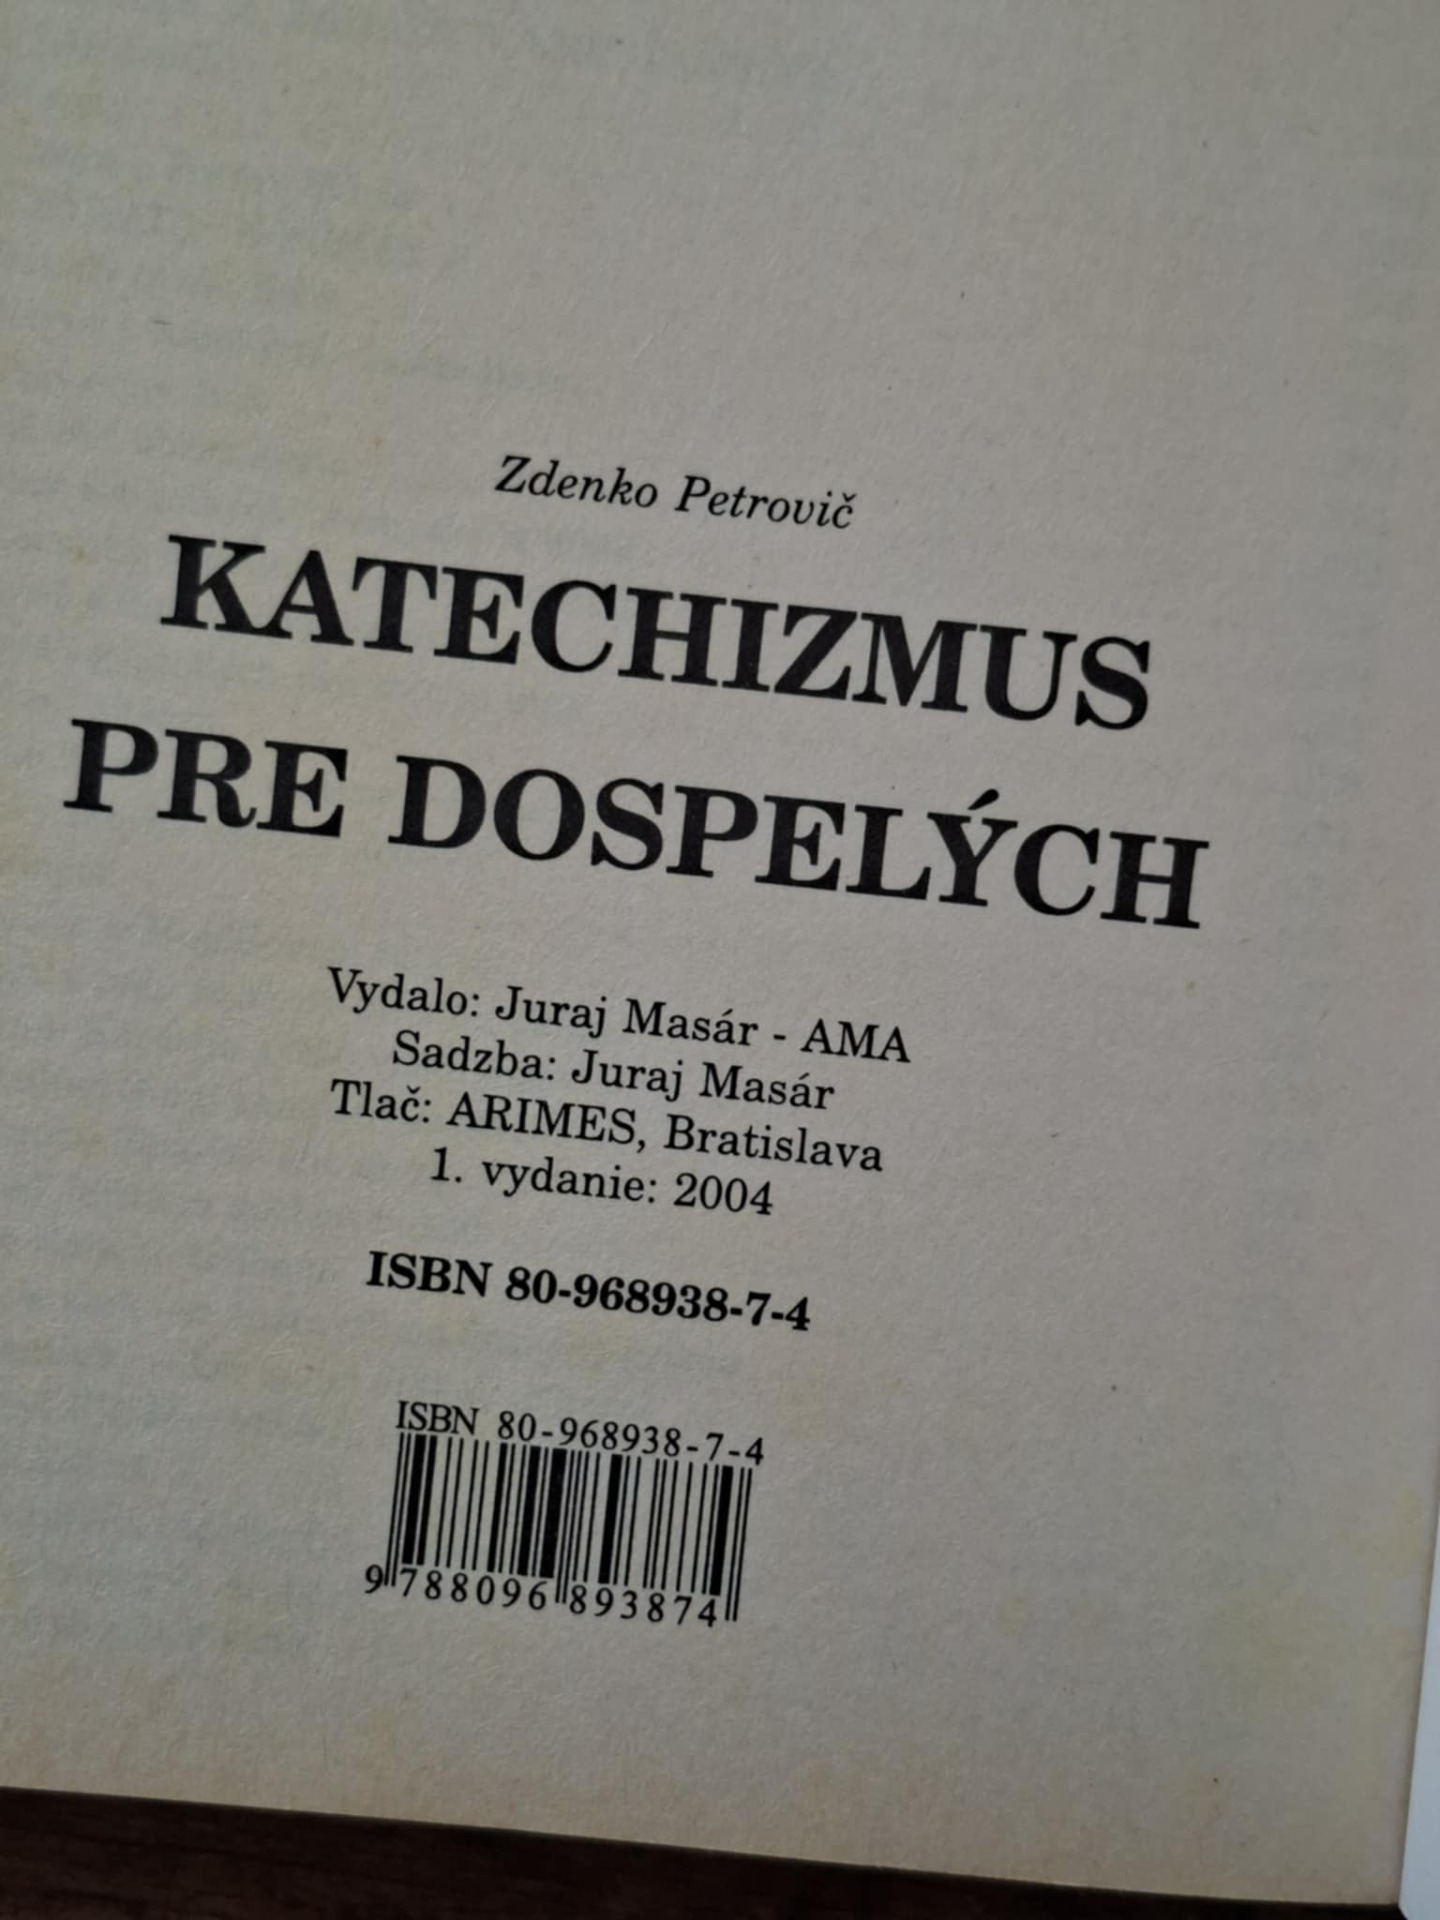 Zdenko Petrovič
KATECHIZMUS
PRE DOSPELÝCH
Vydalo: Juraj Masár - AMA
Sadzba: Juraj Masár
Tlač: ARIMES, Bratislava
1. vydanie: 2004
ISBN 80-968938-7-4
ISBN 80-968938-7-4
9 788096 893874